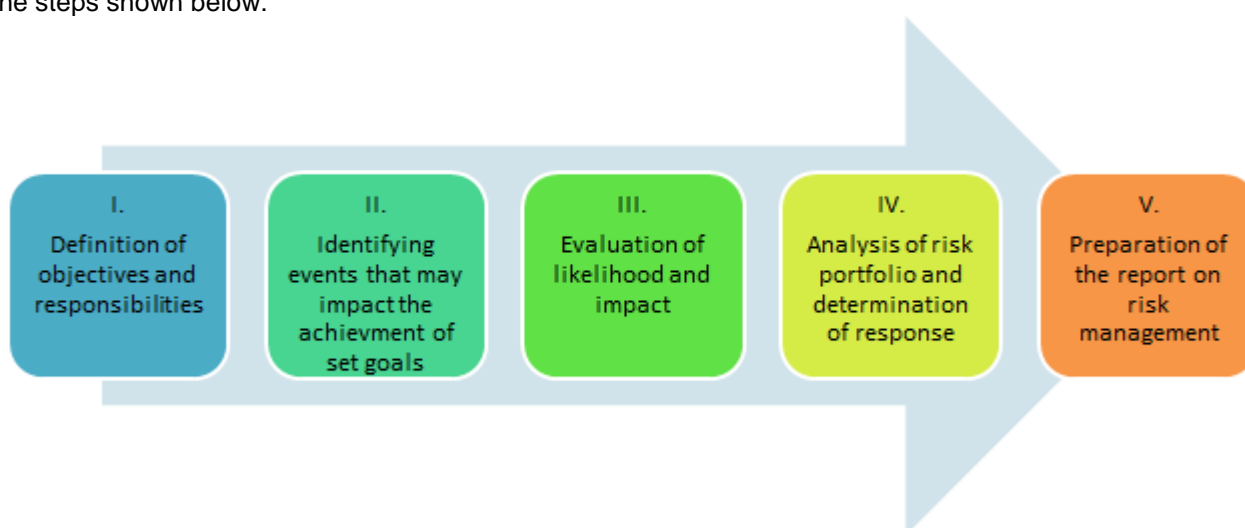 he steps shown below.
I.
Definition of
objectives and
responsibilities
II.
Identifying
events that may
impact the
achievment of
set goals
III.
Evaluation of
likelihood and
impact
IV.
Analysis of risk
portfolio and
determination
of response
V.
Preparation of
the report on
risk
management